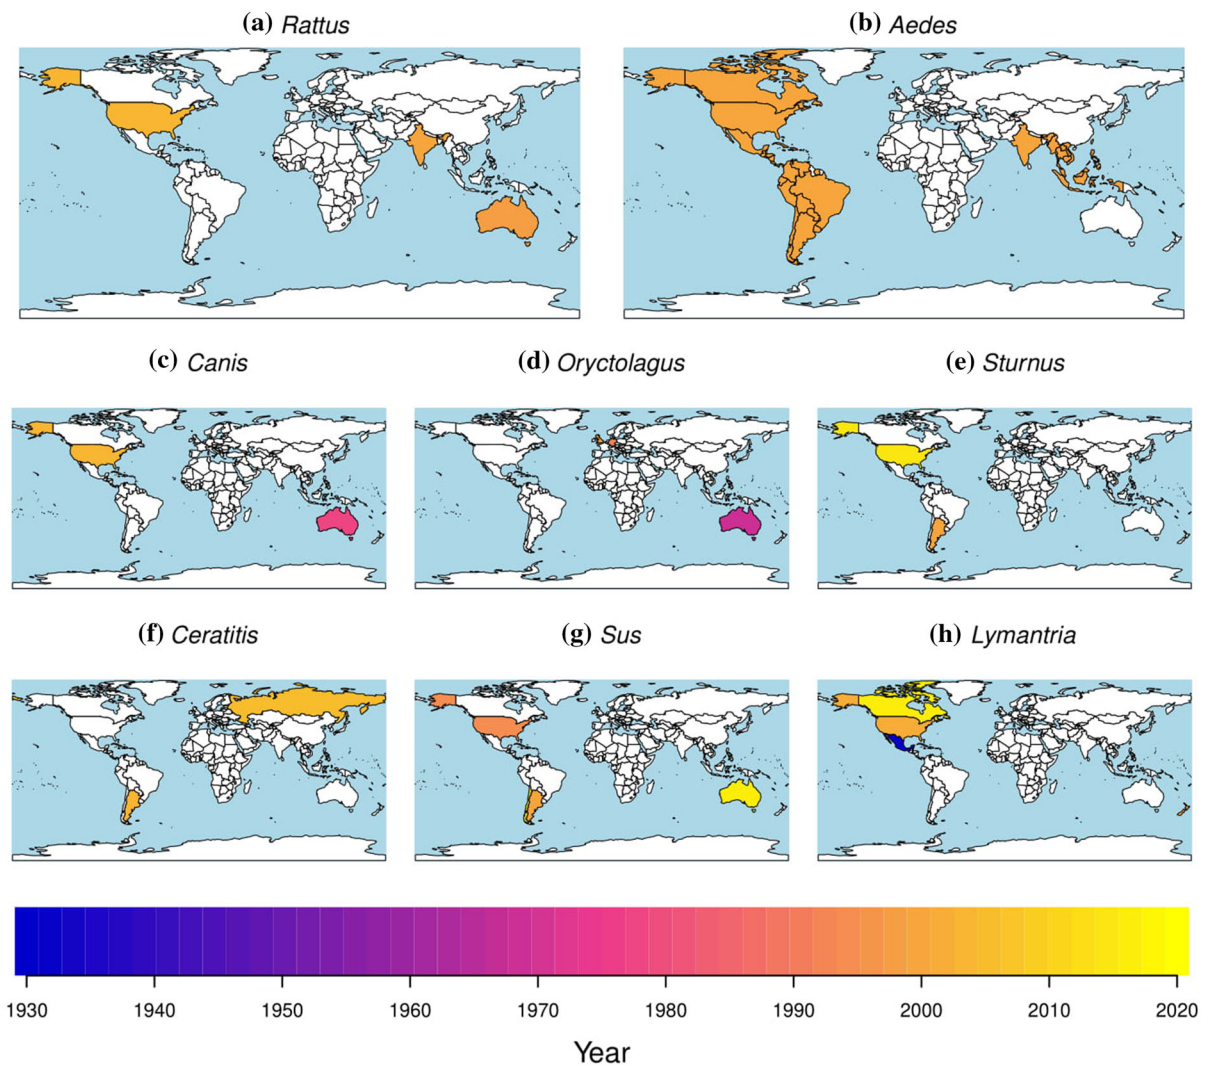 (a) Rattus
(b) Aedes
(c) Canis
(d) Oryctolagus
(e) Sturnus
(f) Ceratitis
(g) Sus
(h) Lymantria
1930 1940 1950 1960 1970 1980 1990 2000 2010 2020
Year